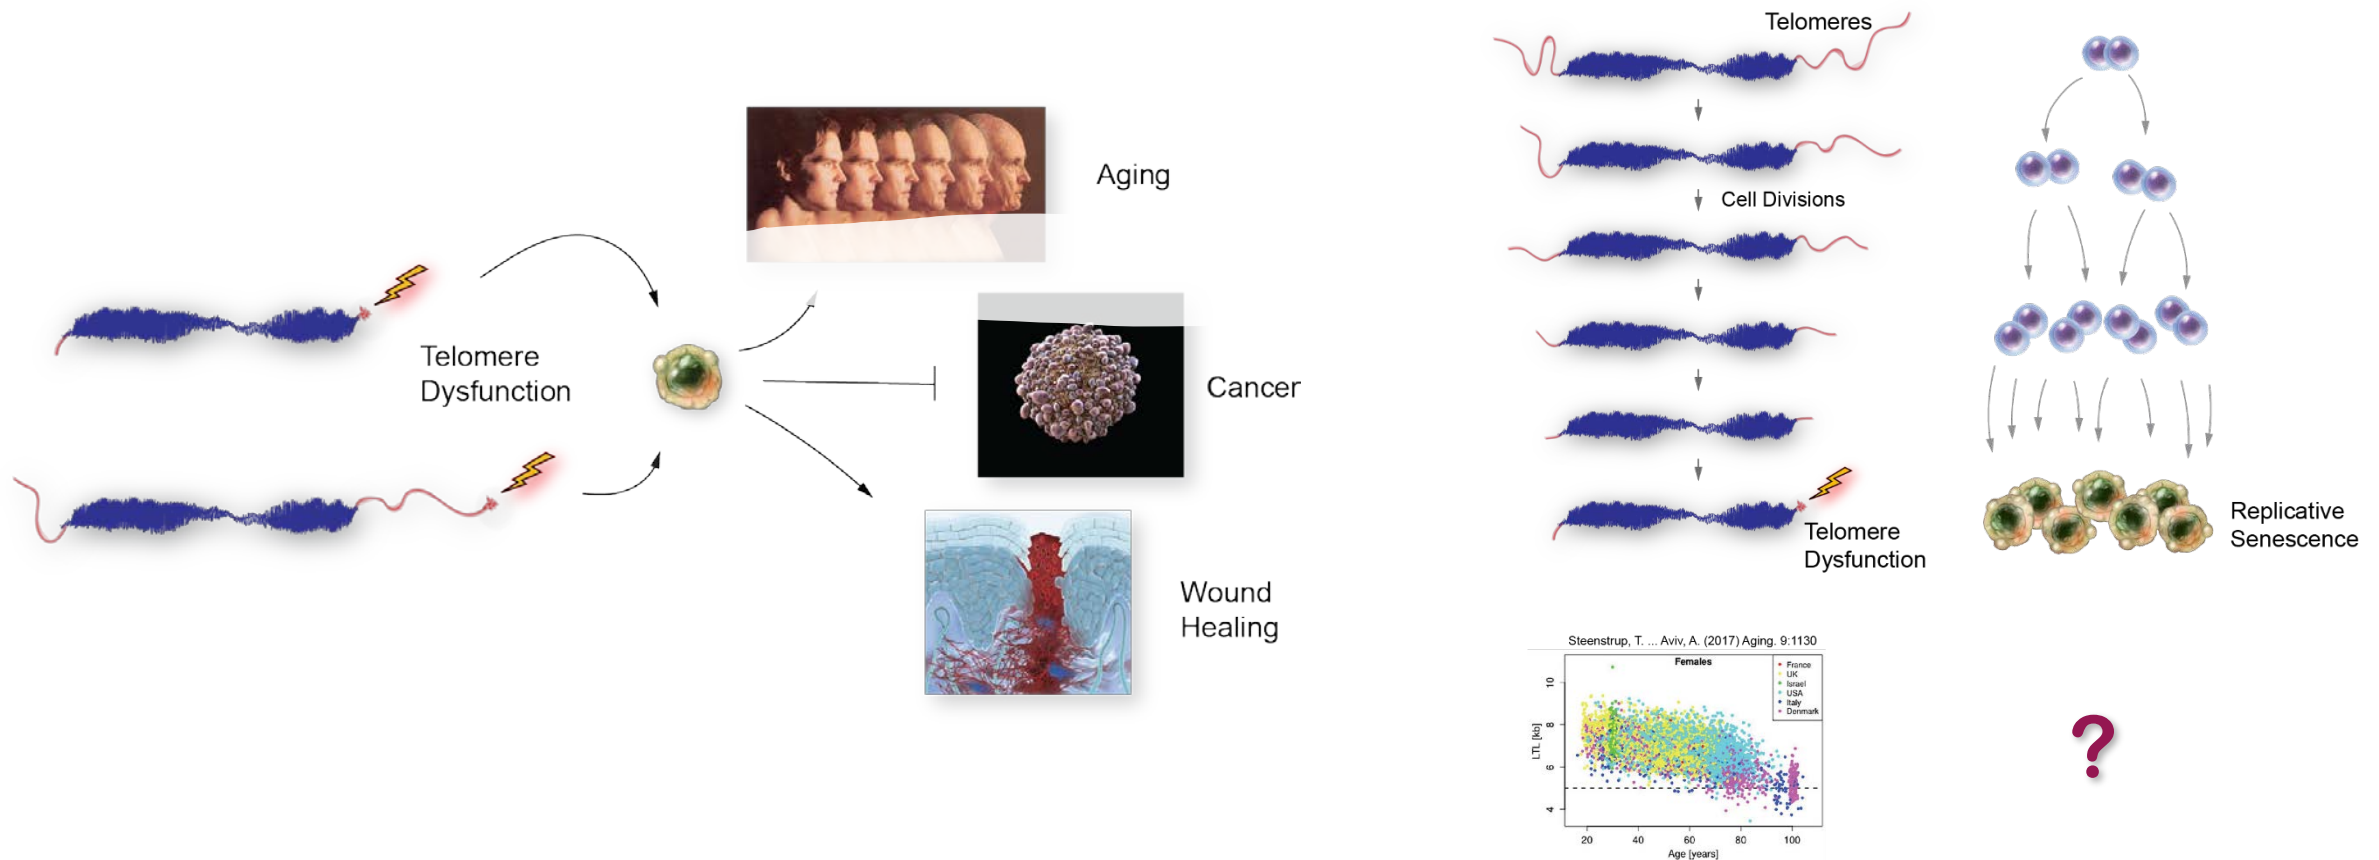 Telomere
Dysfunction
Aging
Cancer
Wound
Healing
Telomeres
Cell Divisions
Telomere
Dysfunction
Replicative
Senescence
Steenstrup, T. ... Aviv, A. (2017) Aging. 9:1130
Females
France
UK
Israel
USA
Italy
Denmark
LTL [kb]
10
8
6
4
20 40 60 80 100
Age [years]
?